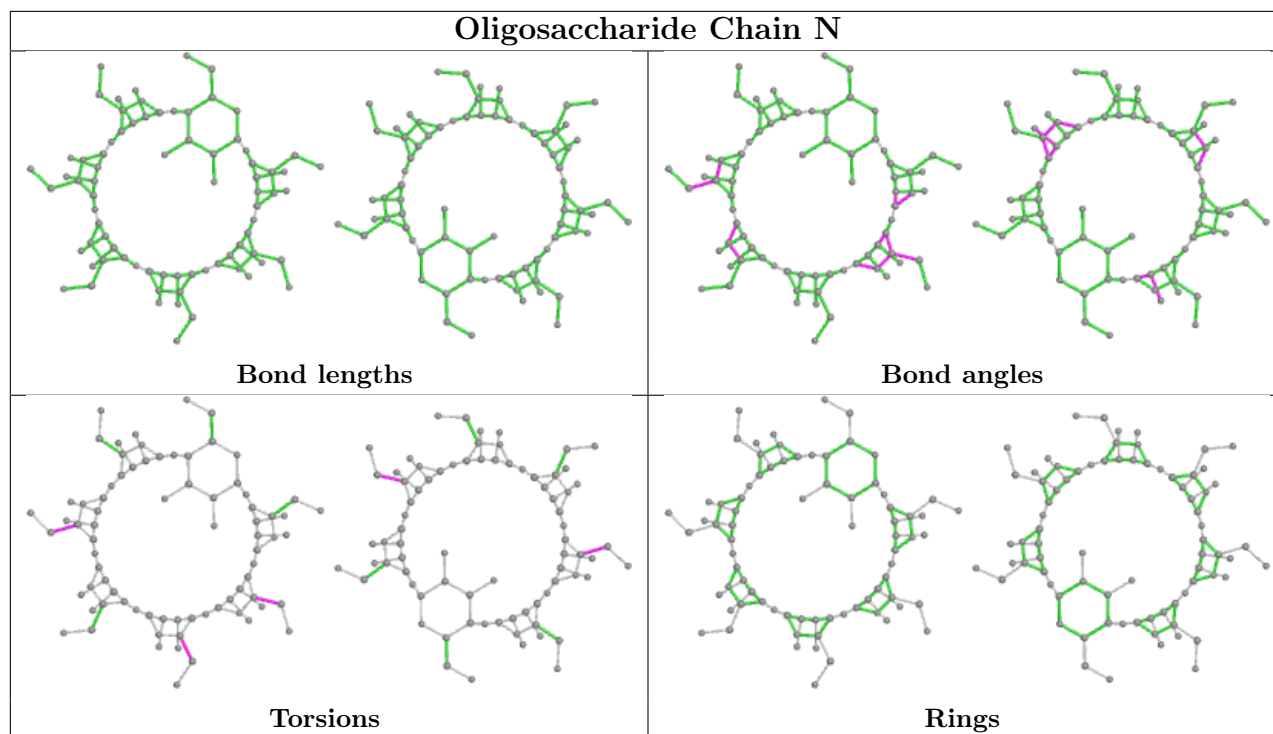 Oligosaccharide Chain N
Bond lengths
Bond angles
Torsions
Rings